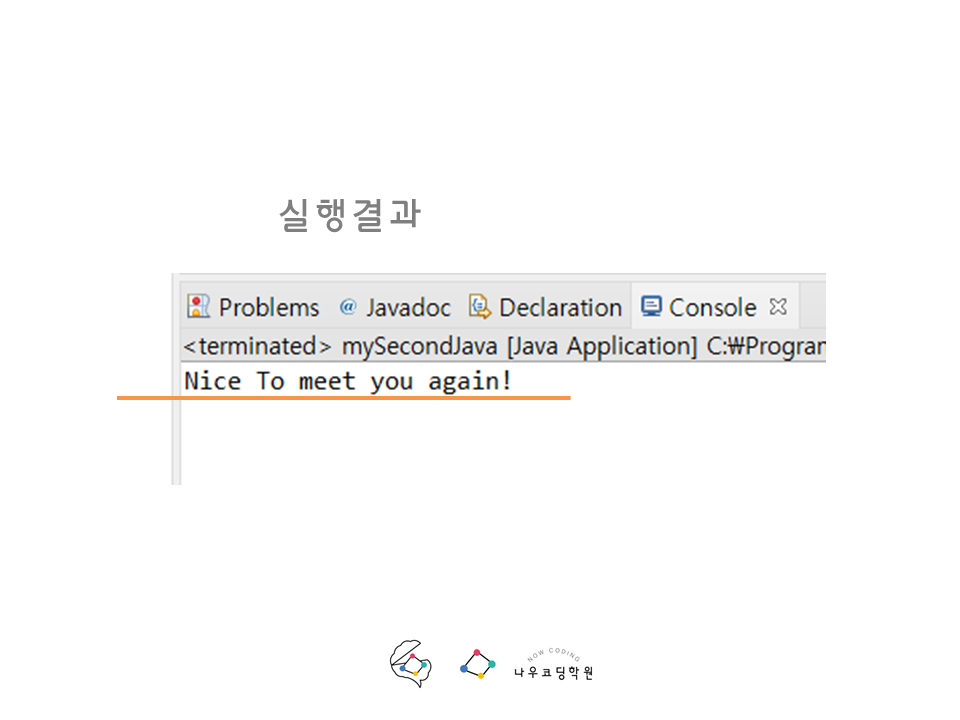 실행결과
Problems @ Javadoc Declaration Console
<terminated> mySecondJava [Java Application] C:₩Program
Nice To meet you again!
NOW CODING
나우코딩학원